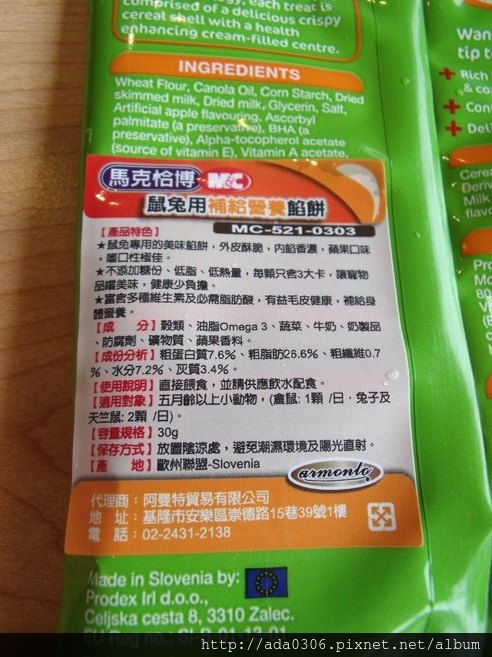 comprised of a delicious crispy
cereal shell with a health
enhancing cream-filled centre.
INGREDIENTS
Wheat Flour, Canola Oil, Corn Starch, Dried
skimmed milk, Dried milk, Glycerin, Salt,
Artificial apple flavouring, Ascorbyl
palmitate (a preservative), BHA (a
preservative), Alpha-tocopherol acetate
(source of vitamin E), Vitamin A acetate,
馬克恰博 M&C
鼠兔用補給營養餡餅
MC-521-0303
【產品特色】
★鼠兔專用的美味餡餅，外皮酥脆，內餡香濃，蘋果口味
，嗜口性極佳。
★不添加糖份、低脂、低熱量，每顆只含3大卡，讓寵物
品嚐美味，健康少負擔。
★富含多種維生素及必需脂肪酸，有益毛皮健康，補給身
體營養。
【成　　分】穀類、油脂Omega 3、蔬菜、牛奶、奶製品
、防腐劑、礦物質、蘋果香料。
【成份分析】粗蛋白質7.6%、粗脂肪26.6%、粗纖維0.7
%、水分7.2%、灰質3.4%。
【使用說明】直接餵食，並請供應飲水配食。
【適用對象】五月齡以上小動物，(倉鼠: 1顆 /日．兔子及
天竺鼠: 2顆 /日)。
【容量規格】30g
【保存方式】放置陰涼處，避免潮濕環境及陽光直射。
【產　　地】歐州聯盟-Slovenia
armonto
代理商：阿曼特貿易有限公司
地　址：基隆市安樂區崇德路15巷39號1樓
電　話：02-2431-2138
Made in Slovenia by:
Prodex Irl d.o.o.,
Celjska cesta 8, 3310 Zalec.
Wan
tip t
Rich
& co
Con
Del
Cerea
Deriv
Milk
flavo
Pro
Mo
80
http://ada0306.pixnet.net/album